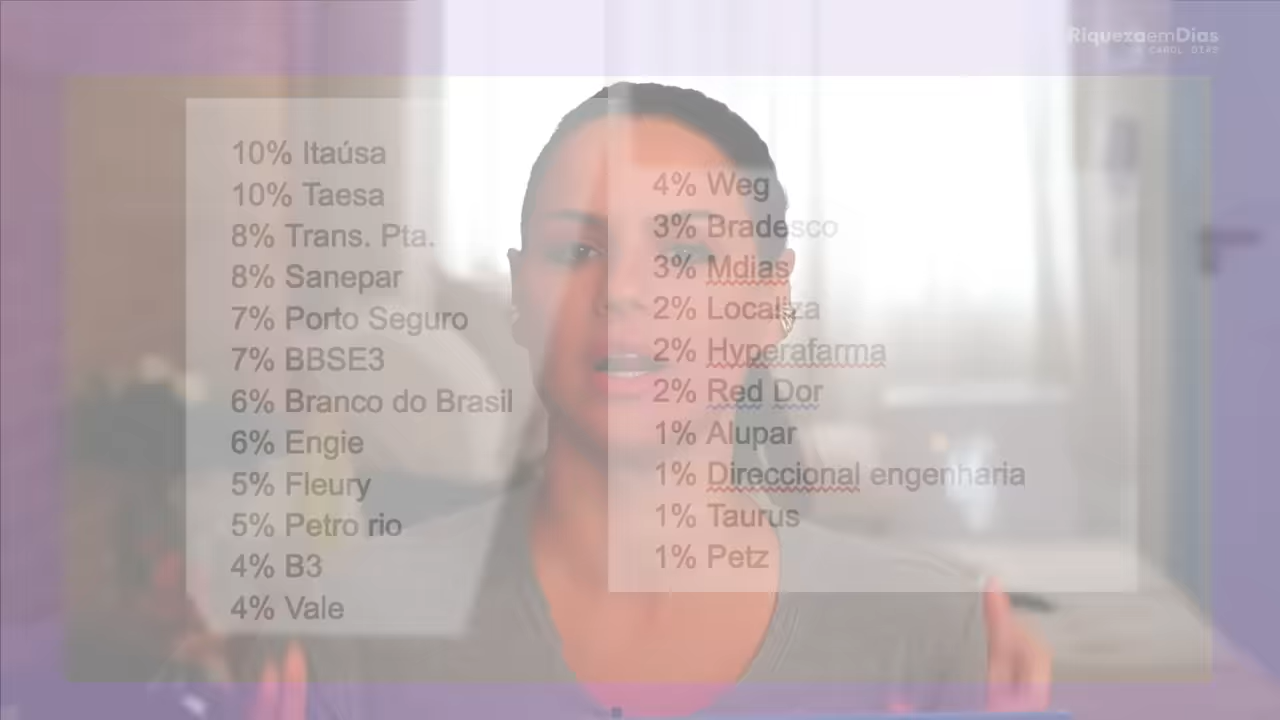 RiquezaemDias
CAROL DIAS
10% Itaúsa
10% Taesa
8% Trans. Pta.
8% Sanepar
7% Porto Seguro
7% BBSE3
6% Branco do Brasil
6% Engie
5% Fleury
5% Petro rio
4% B3
4% Vale
4% Weg
3% Bradesco
3% Mdias
2% Localiza
2% Hyperafarma
2% Red Dor
1% Alupar
1% Direccional engenharia
1% Taurus
1% Petz